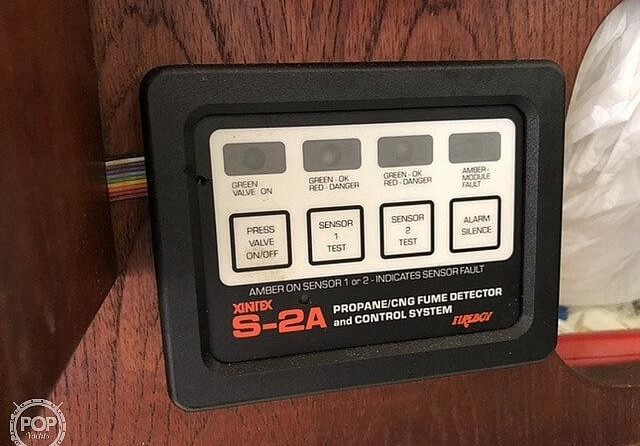 GREEN
VALVE ON
GREEN - OK
RED - DANGER
GREEN - OK
RED - DANGER
AMBER-
MODULE
FAULT
PRESS
VALVE
ON/OFF
SENSOR
1
TEST
SENSOR
2
TEST
ALARM
SILENCE
AMBER ON SENSOR 1 or 2 - INDICATES SENSOR FAULT
XINTEX
S-2A
PROPANE/CNG FUME DETECTOR
and CONTROL SYSTEM
FIREBOY
POP
Yachts